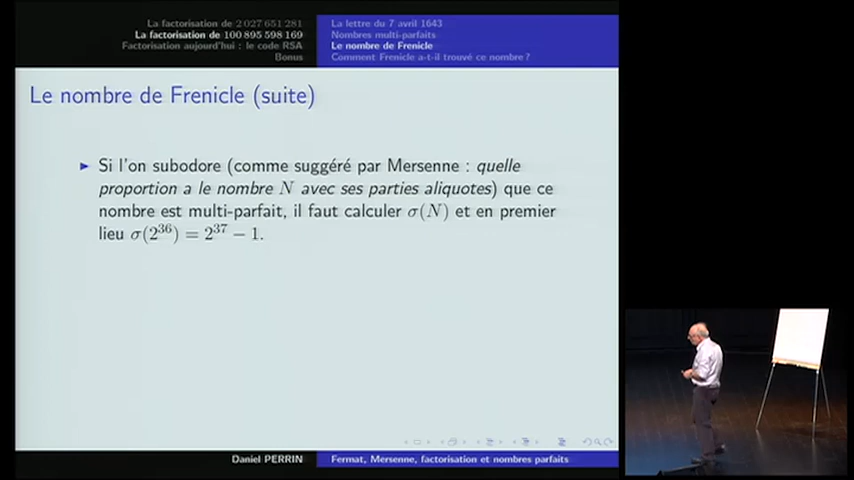 La factorisation de 2 027 651 281
La factorisation de 100 895 598 169
Factorisation aujourd'hui : le code RSA
Bonus
La lettre du 7 avril 1643
Nombres multi-parfaits
Le nombre de Frenicle
Comment Frenicle a-t-il trouvé ce nombre ?
Le nombre de Frenicle (suite)
Si l'on subodore (comme suggéré par Mersenne : quelle
proportion a le nombre N avec ses parties aliquotes) que ce
nombre est multi-parfait, il faut calculer σ(N) et en premier
lieu σ(2³⁶) = 2³⁷ − 1.
Daniel PERRIN
Fermat, Mersenne, factorisation et nombres parfaits